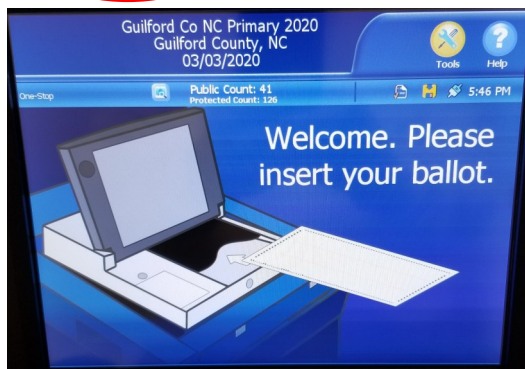 Guilford Co NC Primary 2020
Guilford County, NC
03/03/2020
Tools
Help
One-Stop
Public Count: 41
Protected Count: 126
5:46 PM
Welcome. Please
insert your ballot.